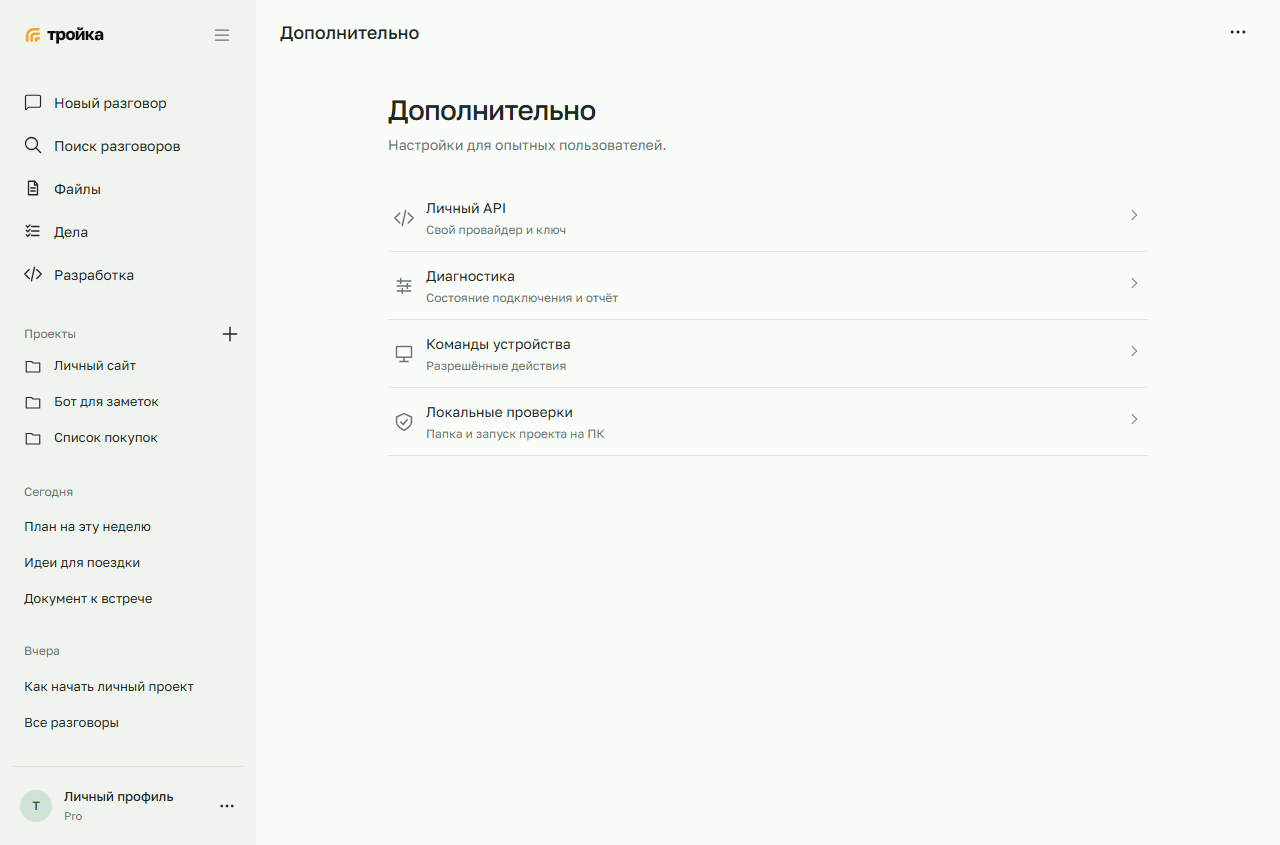 тройка
Новый разговор
Поиск разговоров
Файлы
Дела
Разработка
Проекты
Личный сайт
Бот для заметок
Список покупок
Сегодня
План на эту неделю
Идеи для поездки
Документ к встрече
Вчера
Как начать личный проект
Все разговоры
Т
Личный профиль
Pro
Дополнительно
Дополнительно
Настройки для опытных пользователей.
Личный API
Свой провайдер и ключ
Диагностика
Состояние подключения и отчёт
Команды устройства
Разрешённые действия
Локальные проверки
Папка и запуск проекта на ПК